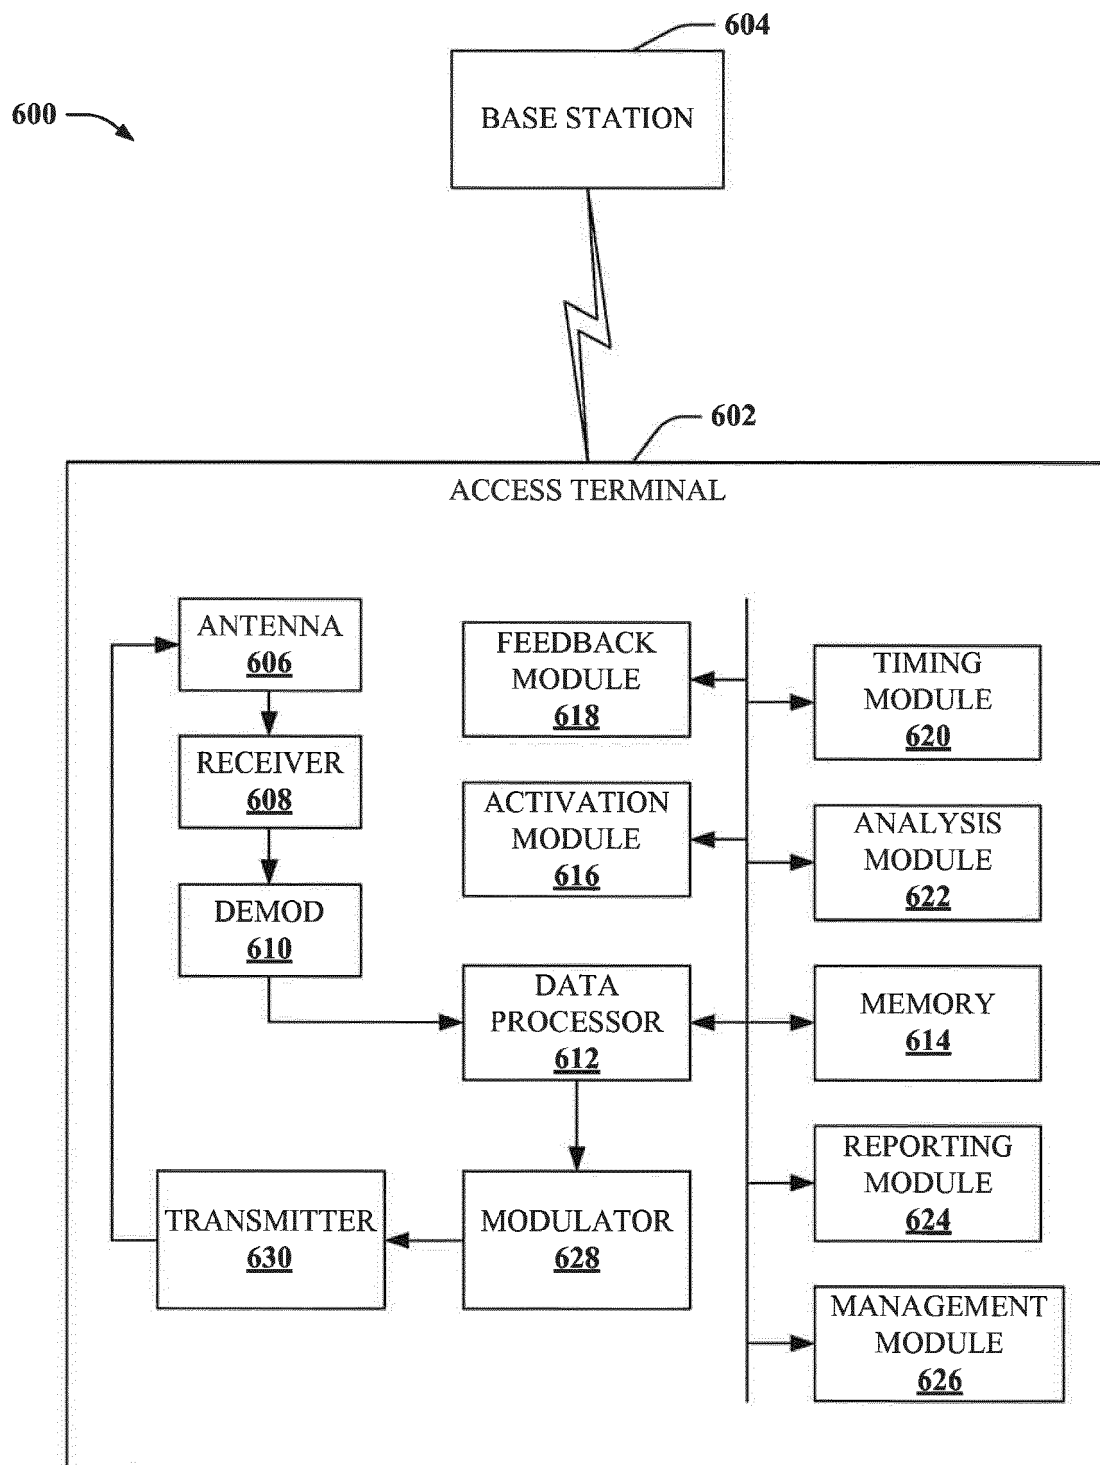 604
600
BASE STATION
602
ACCESS TERMINAL
ANTENNA
606
RECEIVER
608
DEMOD
610
FEEDBACK
MODULE
618
ACTIVATION
MODULE
616
DATA
PROCESSOR
612
TRANSMITTER
630
MODULATOR
628
TIMING
MODULE
620
ANALYSIS
MODULE
622
MEMORY
614
REPORTING
MODULE
624
MANAGEMENT
MODULE
626